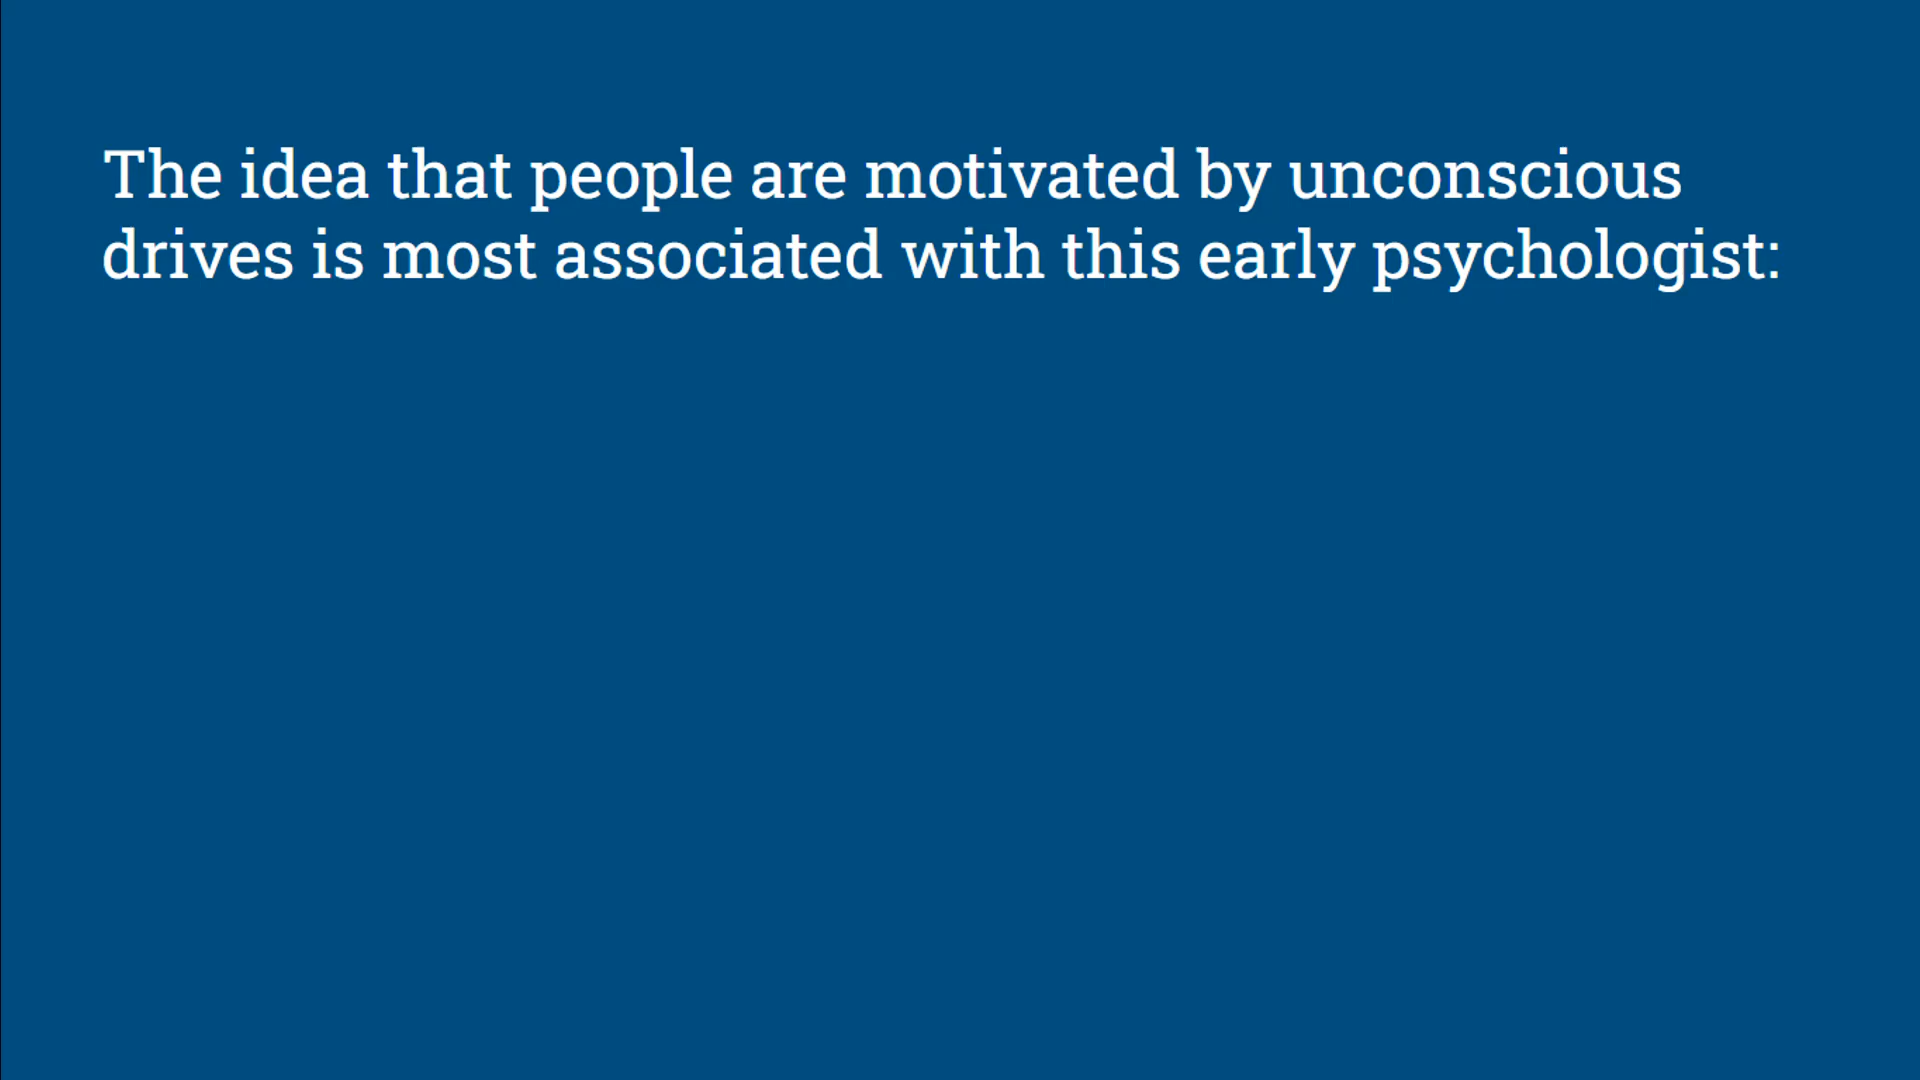 The idea that people are motivated by unconscious
drives is most associated with this early psychologist: